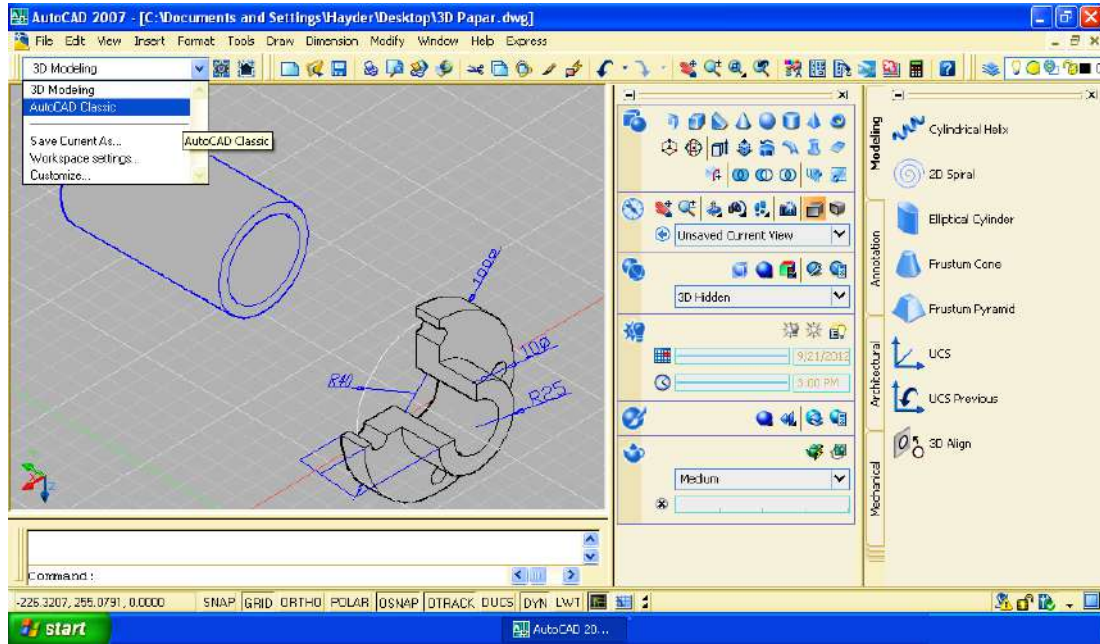 AutoCAD 2007 - [C:\Documents and Settings\Hayder\Desktop\3D Papar.dwg]
File Edit View Insert Format Tools Draw Dimension Modify Window Help Express
3D Modeling
3D Modeling
AutoCAD Classic
Save Current As...
Workspace settings...
Customize...
AutoCAD Classic
100ø
10ø
R40
R25
Unsaved Current View
3D Hidden
9/21/2012
3:00 PM
Medium
Modeling
Annotation
Architectural
Mechanical
Cylindrical Helix
2D Spiral
Elliptical Cylinder
Frustum Cone
Frustum Pyramid
UCS
UCS Previous
3D Align
Command:
-226.3207, 255.0791, 0.0000 SNAP GRID ORTHO POLAR OSNAP OTRACK DUCS DYN LWT
start
AutoCAD 20...